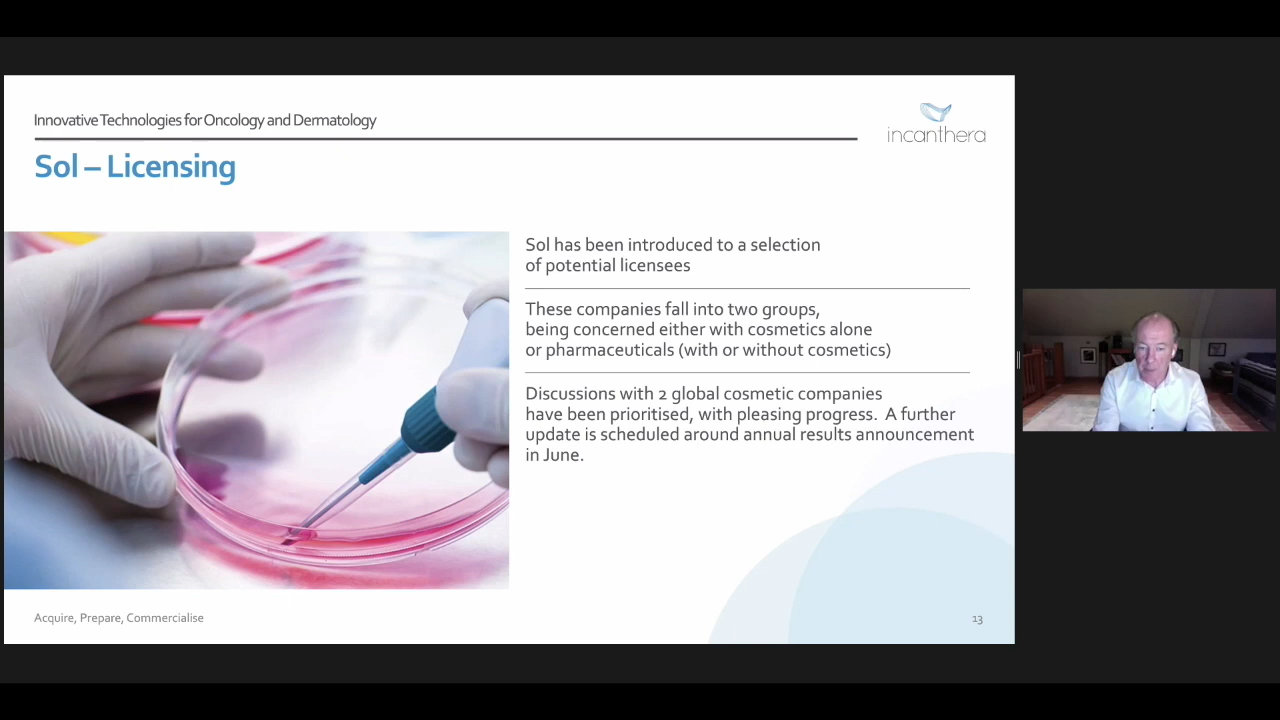 Innovative Technologies for Oncology and Dermatology
incanthera
Sol – Licensing
Sol has been introduced to a selection
of potential licensees
These companies fall into two groups,
being concerned either with cosmetics alone
or pharmaceuticals (with or without cosmetics)
Discussions with 2 global cosmetic companies
have been prioritised, with pleasing progress. A further
update is scheduled around annual results announcement
in June.
Acquire, Prepare, Commercialise
13